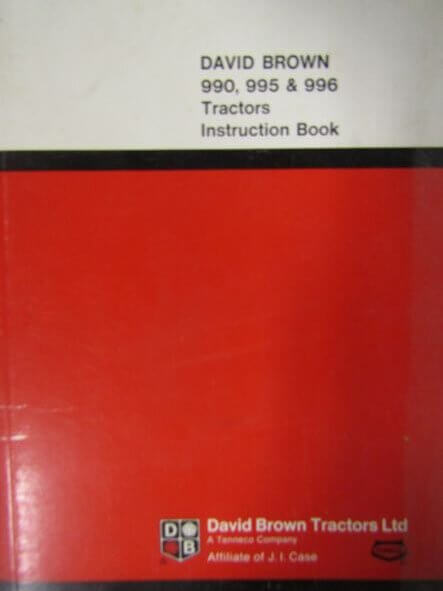 DAVID BROWN
990, 995 & 996
Tractors
Instruction Book
D
B
David Brown Tractors Ltd
A Tenneco Company
Affiliate of J. I. Case